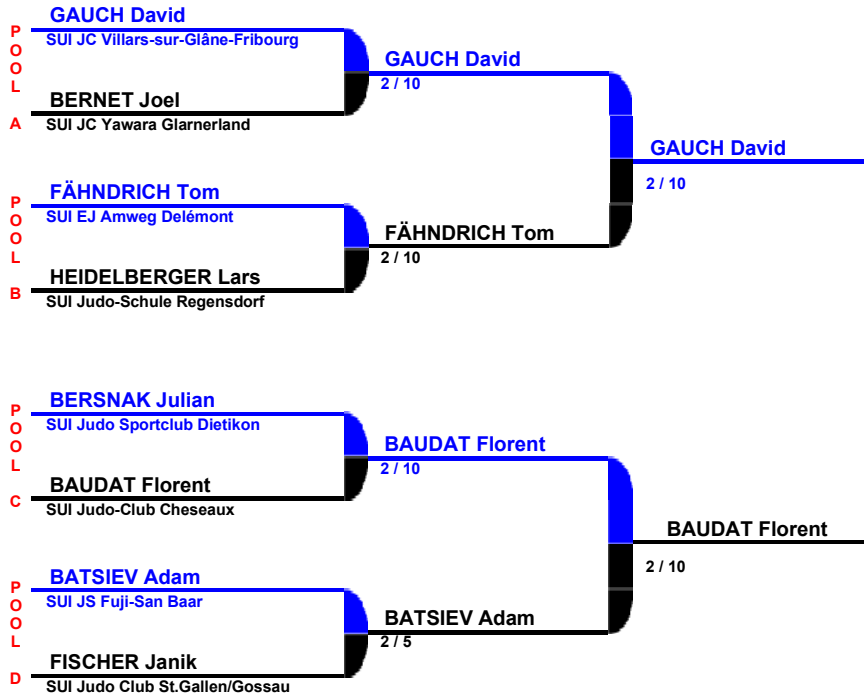 POOL A
GAUCH David
SUI JC Villars-sur-Glâne-Fribourg
BERNET Joel
SUI JC Yawara Glarnerland
GAUCH David
2 / 10
POOL B
FÄHNDRICH Tom
SUI EJ Amweg Delémont
HEIDELBERGER Lars
SUI Judo-Schule Regensdorf
FÄHNDRICH Tom
2 / 10
GAUCH David
2 / 10
POOL C
BERSNAK Julian
SUI Judo Sportclub Dietikon
BAUDAT Florent
SUI Judo-Club Cheseaux
BAUDAT Florent
2 / 10
POOL D
BATSIEV Adam
SUI JS Fuji-San Baar
FISCHER Janik
SUI Judo Club St.Gallen/Gossau
BATSIEV Adam
2 / 5
BAUDAT Florent
2 / 10